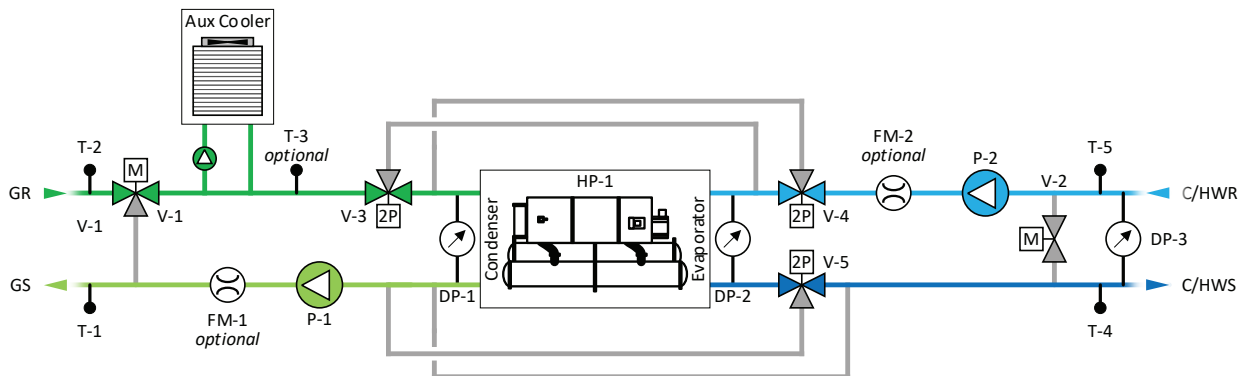 Aux Cooler
T-2
M
T-3
optional
FM-2
optional
P-2
T-5
HP-1
V-2
GR
V-1
V-1
V-3
2P
2P
V-4
C/HWR
Condenser
Evaporator
M
DP-3
2P
V-5
GS
DP-1
DP-2
C/HWS
T-1
FM-1
optional
P-1
T-4